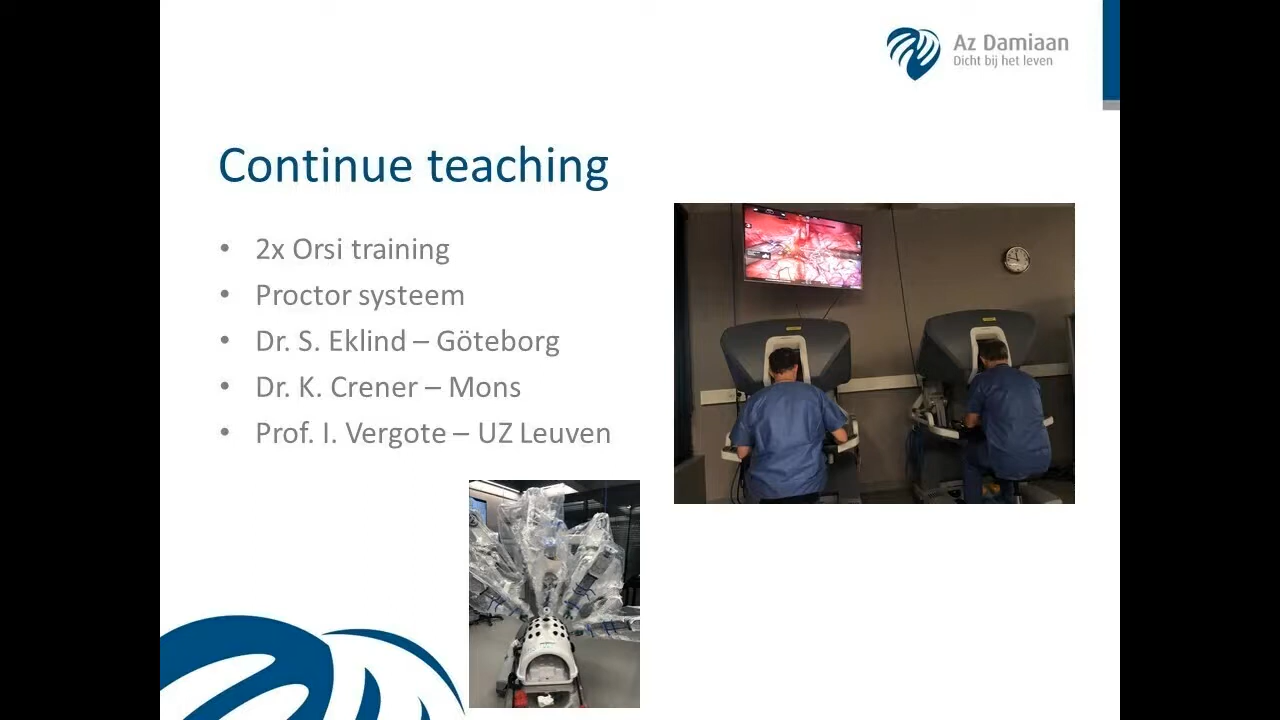 Az Damiaan
Dicht bij het leven
Continue teaching
• 2x Orsi training
• Proctor systeem
• Dr. S. Eklind – Göteborg
• Dr. K. Crener – Mons
• Prof. I. Vergote – UZ Leuven